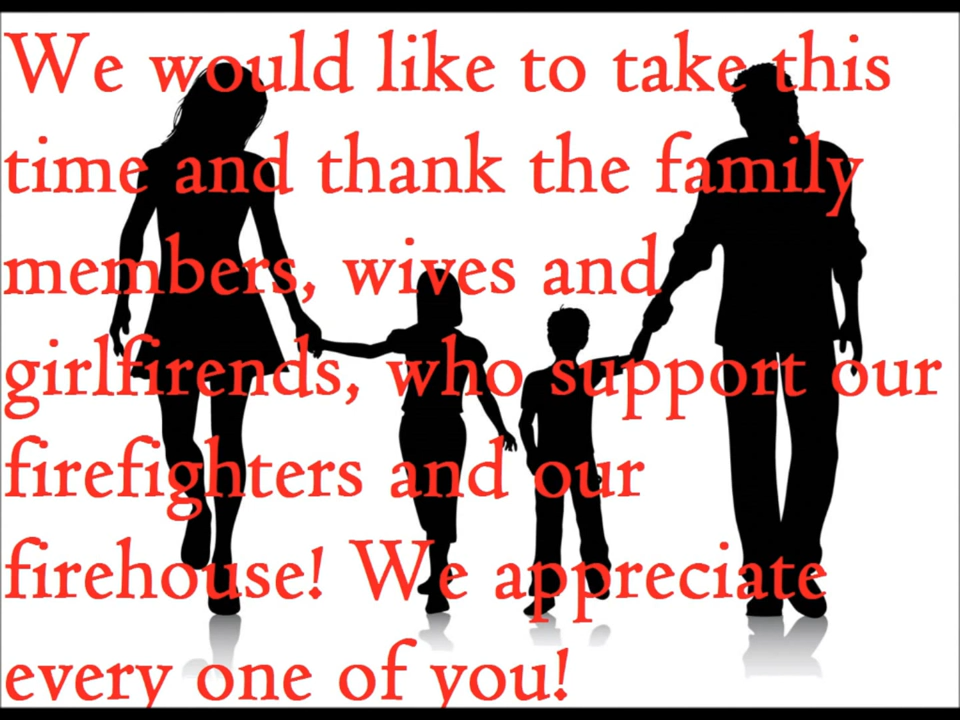 We would like to take this
time and thank the family
members, wives and
girlfirends, who support our
firefighters and our
firehouse! We appreciate
every one of you!